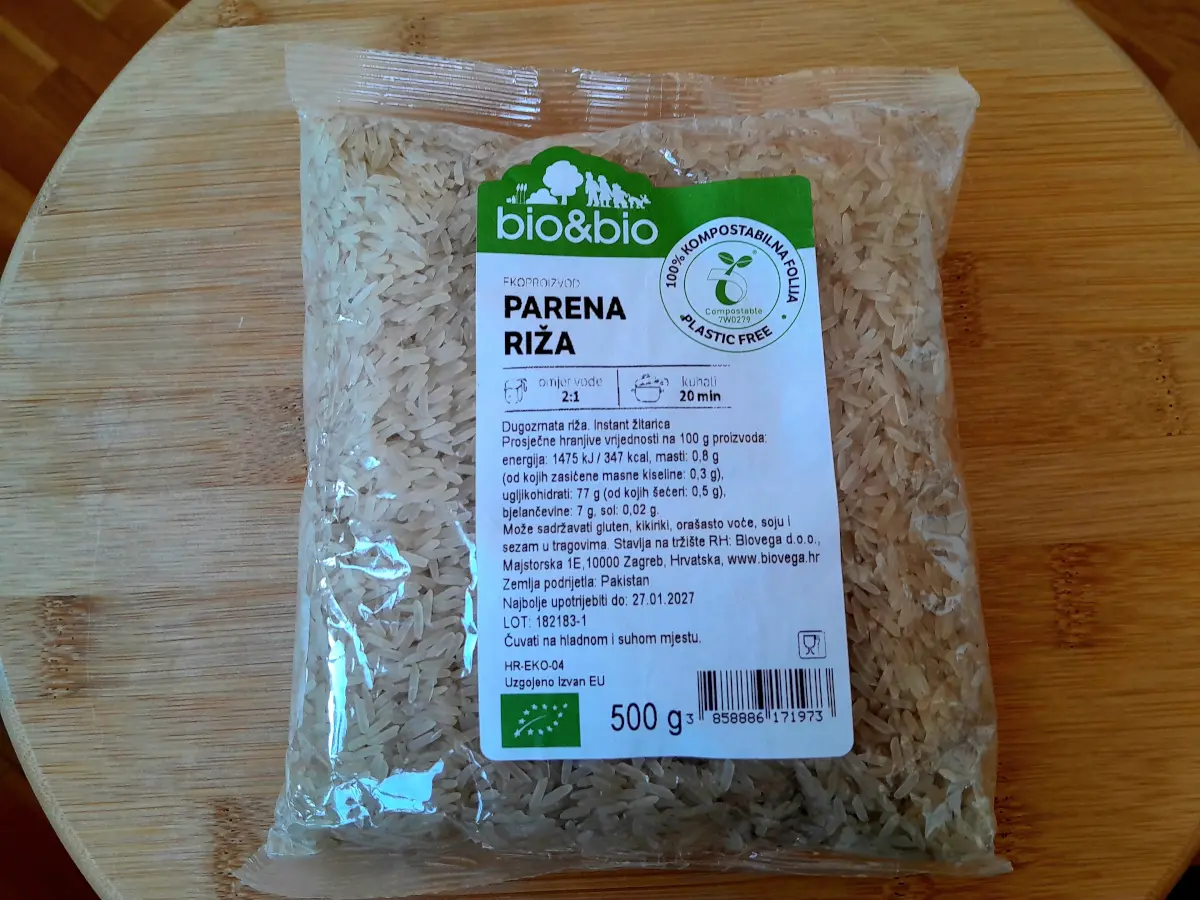 bio&bio
100% KOMPOSTABILNA FOLIJA
Compostable
7W0279
PLASTIC FREE
EKOPROIZVOD
PARENA
RIŽA
omjer vode
2:1
kuhati
20 min
Dugozrnata riža. Instant žitarica
Prosječne hranjive vrijednosti na 100 g proizvoda:
energija: 1475 kJ / 347 kcal, masti: 0,8 g
(od kojih zasićene masne kiseline: 0,3 g),
ugljikohidrati: 77 g (od kojih šećeri: 0,5 g),
bjelančevine: 7 g, sol: 0,02 g.
Može sadržavati gluten, kikiriki, orašasto voće, soju i
sezam u tragovima. Stavlja na tržište RH: Biovega d.o.o.,
Majstorska 1E,10000 Zagreb, Hrvatska, www.biovega.hr
Zemlja podrijetla: Pakistan
Najbolje upotrijebiti do: 27.01.2027
LOT: 182183-1
Čuvati na hladnom i suhom mjestu.
HR-EKO-04
Uzgojeno Izvan EU
500 g
3 858886 171973